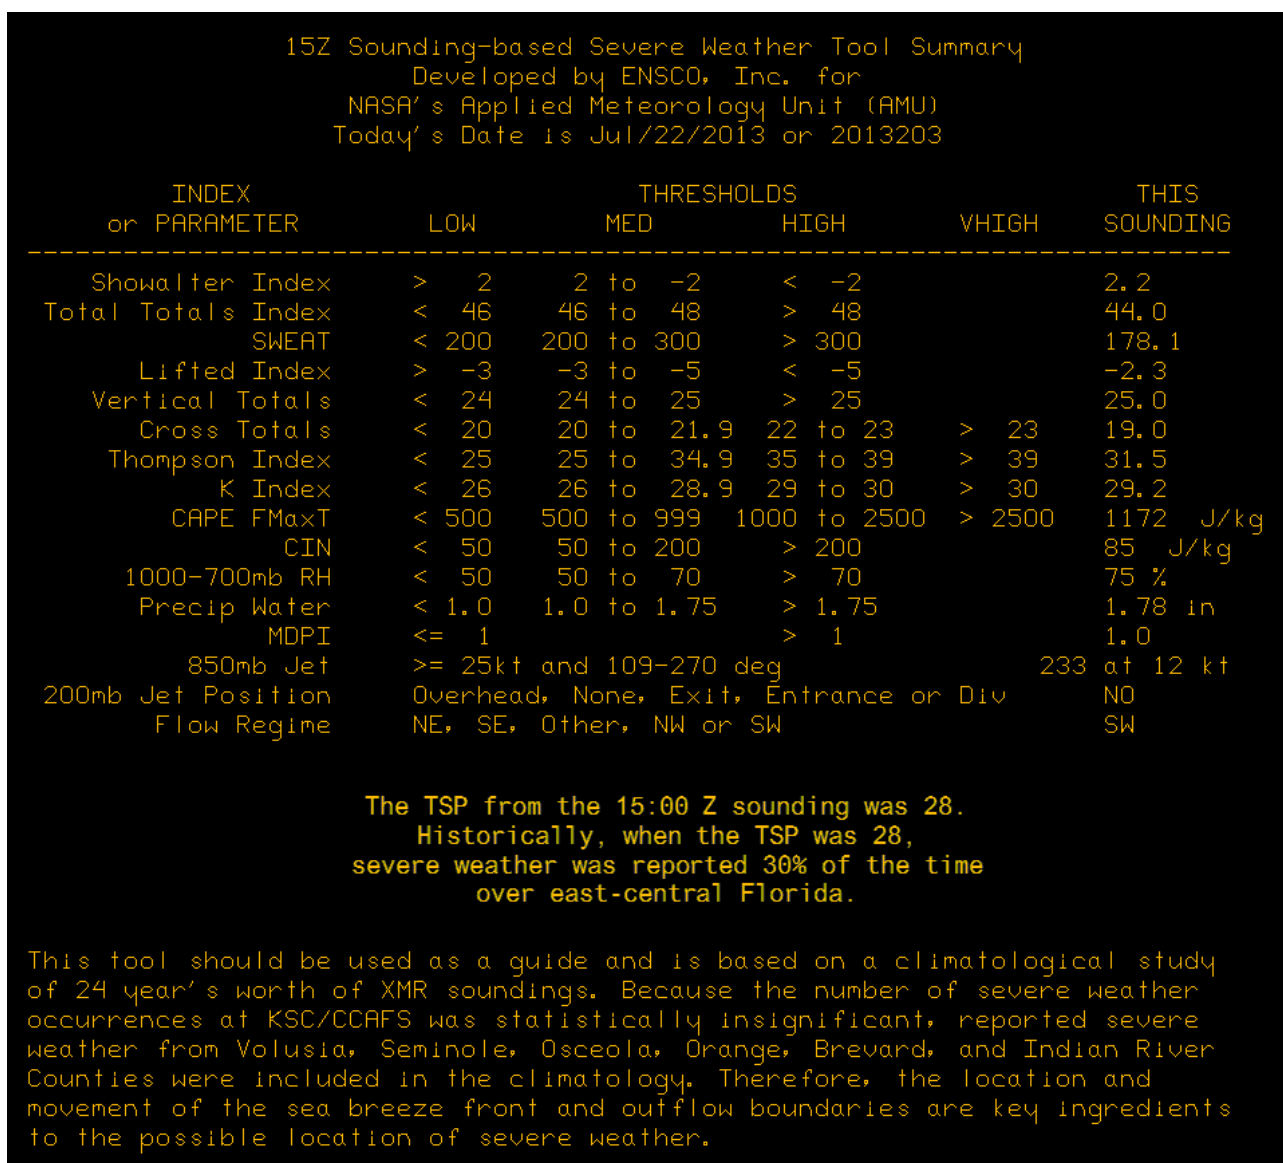 15Z Sounding-based Severe Weather Tool Summary
Developed by ENSCO, Inc. for
NASA's Applied Meteorology Unit (AMU)
Today's Date is Jul/22/2013 or 2013203
INDEX THRESHOLDS THIS
or PARAMETER LOW MED HIGH VHIGH SOUNDING
--------------------------------------------------------------------------
Showalter Index > 2 2 to -2 < -2 2.2
Total Totals Index < 46 46 to 48 > 48 44.0
SWEAT < 200 200 to 300 > 300 178.1
Lifted Index > -3 -3 to -5 < -5 -2.3
Vertical Totals < 24 24 to 25 > 25 25.0
Cross Totals < 20 20 to 21.9 22 to 23 > 23 19.0
Thompson Index < 25 25 to 34.9 35 to 39 > 39 31.5
K Index < 26 26 to 28.9 29 to 30 > 30 29.2
CAPE FMaxT < 500 500 to 999 1000 to 2500 > 2500 1172 J/kg
CIN < 50 50 to 200 > 200 85 J/kg
1000-700mb RH < 50 50 to 70 > 70 75 %
Precip Water < 1.0 1.0 to 1.75 > 1.75 1.78 in
MDPI <= 1 > 1 1.0
850mb Jet >= 25kt and 109-270 deg 233 at 12 kt
200mb Jet Position Overhead, None, Exit, Entrance or Div NO
Flow Regime NE, SE, Other, NW or SW SW
The TSP from the 15:00 Z sounding was 28.
Historically, when the TSP was 28,
severe weather was reported 30% of the time
over east-central Florida.
This tool should be used as a guide and is based on a climatological study
of 24 year's worth of XMR soundings. Because the number of severe weather
occurrences at KSC/CCAFS was statistically insignificant, reported severe
weather from Volusia, Seminole, Osceola, Orange, Brevard, and Indian River
Counties were included in the climatology. Therefore, the location and
movement of the sea breeze front and outflow boundaries are key ingredients
to the possible location of severe weather.